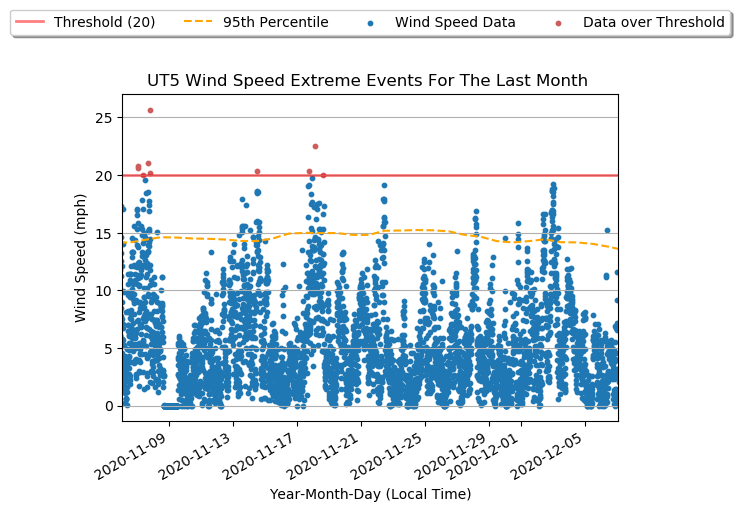 Threshold (20) 95th Percentile Wind Speed Data Data over Threshold
UT5 Wind Speed Extreme Events For The Last Month
25
20
15
10
5
0
Wind Speed (mph)
2020-11-09 2020-11-13 2020-11-17 2020-11-21 2020-11-25 2020-11-29 2020-12-01 2020-12-05
Year-Month-Day (Local Time)